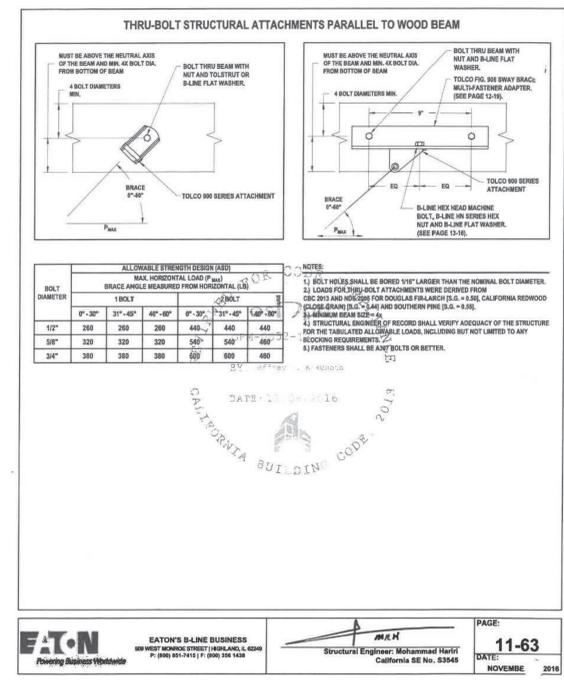 THRU-BOLT STRUCTURAL ATTACHMENTS PARALLEL TO WOOD BEAM
MUST BE ABOVE THE NEUTRAL AXIS
OF THE BEAM AND MIN. 4X BOLT DIA.
FROM BOTTOM OF BEAM
4 BOLT DIAMETERS
MIN.
BOLT THRU BEAM WITH
NUT AND TOLSTRUT OR
B-LINE FLAT WASHER.
BRACE
0°-60°
TOLCO 900 SERIES ATTACHMENT
PMAX
MUST BE ABOVE THE NEUTRAL AXIS
OF THE BEAM AND MIN. 4X BOLT DIA.
FROM BOTTOM OF BEAM
4 BOLT DIAMETERS MIN.
BOLT THRU BEAM WITH
NUT AND B-LINE FLAT
WASHER.
TOLCO FIG. 906 SWAY BRACE
MULTI-FASTENER ADAPTER.
(SEE PAGE 12-19).
9"
EQ
EQ
TOLCO 900 SERIES
ATTACHMENT
BRACE
0°-60°
B-LINE HEX HEAD MACHINE
BOLT, B-LINE HN SERIES HEX
NUT AND B-LINE FLAT WASHER.
(SEE PAGE 13-16).
PMAX
ALLOWABLE STRENGTH DESIGN (ASD)
MAX. HORIZONTAL LOAD (PMAX)
BRACE ANGLE MEASURED FROM HORIZONTAL (LB)
BOLT
DIAMETER
1 BOLT
2 BOLT
0° - 30° 31° - 45° 46° - 60° 0° - 30° 31° - 45° 46° - 60°
1/2" 260 260 260 440 440 440
5/8" 320 320 320 540 540 460
3/4" 380 380 380 600 600 460
NOTES:
1.) BOLT HOLES SHALL BE BORED 1/16" LARGER THAN THE NOMINAL BOLT DIAMETER.
2.) LOADS FOR THRU-BOLT ATTACHMENTS WERE DERIVED FROM
CBC 2013 AND NDS 2005 FOR DOUGLAS FIR-LARCH [S.G. = 0.50], CALIFORNIA REDWOOD
(CLOSE GRAIN) [S.G. = 0.44] AND SOUTHERN PINE [S.G. = 0.55].
3.) MINIMUM BEAM SIZE = 4x
4.) STRUCTURAL ENGINEER OF RECORD SHALL VERIFY ADEQUACY OF THE STRUCTURE
FOR THE TABULATED ALLOWABLE LOADS, INCLUDING BUT NOT LIMITED TO ANY
BLOCKING REQUIREMENTS.
5.) FASTENERS SHALL BE A307 BOLTS OR BETTER.
BY
DATE: 2016
CALIFORNIA BUILDING CODE, 2013
EATON
Powering Business Worldwide
EATON'S B-LINE BUSINESS
509 WEST MONROE STREET | HIGHLAND, IL 62249
P: (800) 851-7415 | F: (800) 356 1438
MRH
Structural Engineer: Mohammad Hariri
California SE No. S3545
PAGE:
11-63
DATE:
NOVEMBE 2016